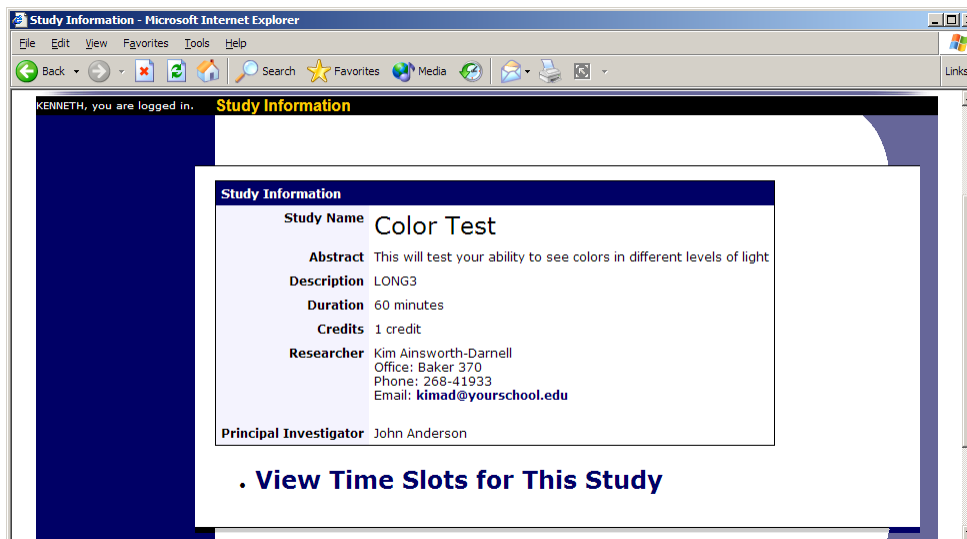 Study Information - Microsoft Internet Explorer
File Edit View Favorites Tools Help
Back Search Favorites Media Links
KENNETH, you are logged in. Study Information
Study Information
Study Name Color Test
Abstract This will test your ability to see colors in different levels of light
Description LONG3
Duration 60 minutes
Credits 1 credit
Researcher Kim Ainsworth-Darnell
Office: Baker 370
Phone: 268-41933
Email: kimad@yourschool.edu
Principal Investigator John Anderson
• View Time Slots for This Study